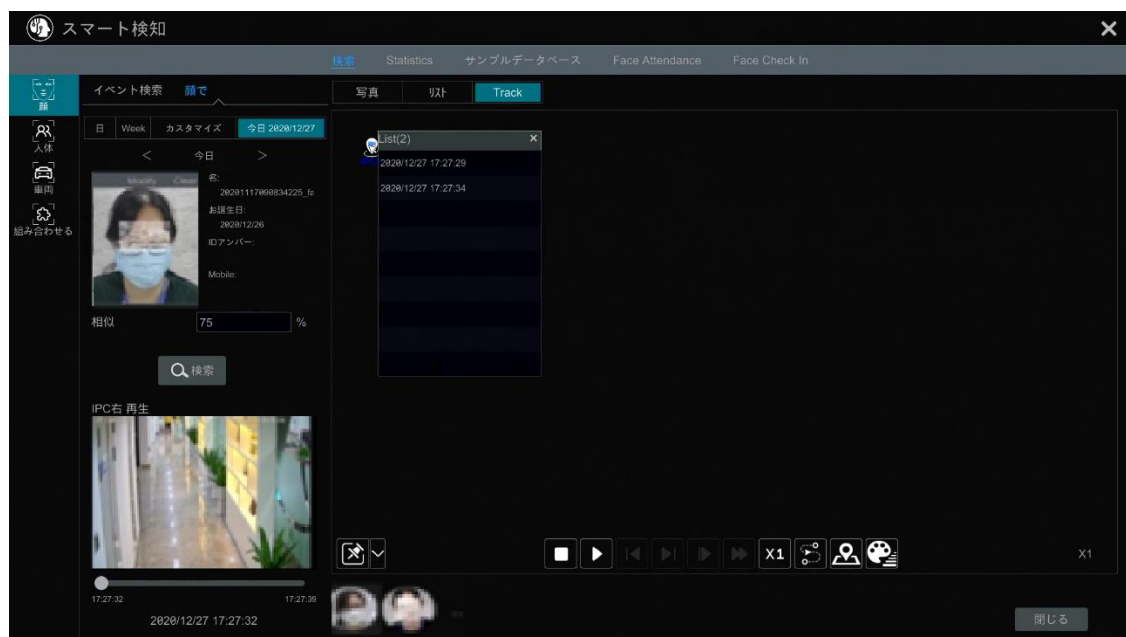 スマート検知
検索 Statistics サンプルデータベース Face Attendance Face Check In
顔
人体
車両
組み合わせる
イベント検索 顔で
日 Week カスタマイズ 今日 2020/12/27
< 今日 >
Modify Clear
名:
20201117090834225_fa
お誕生日:
2020/12/26
IDアンバー:
Mobile:
相似 75 %
検索
IPC右 再生
17:27:32 17:27:39
2020/12/27 17:27:32
写真 リスト Track
List(2)
2020/12/27 17:27:29
2020/12/27 17:27:34
X1
X1
閉じる